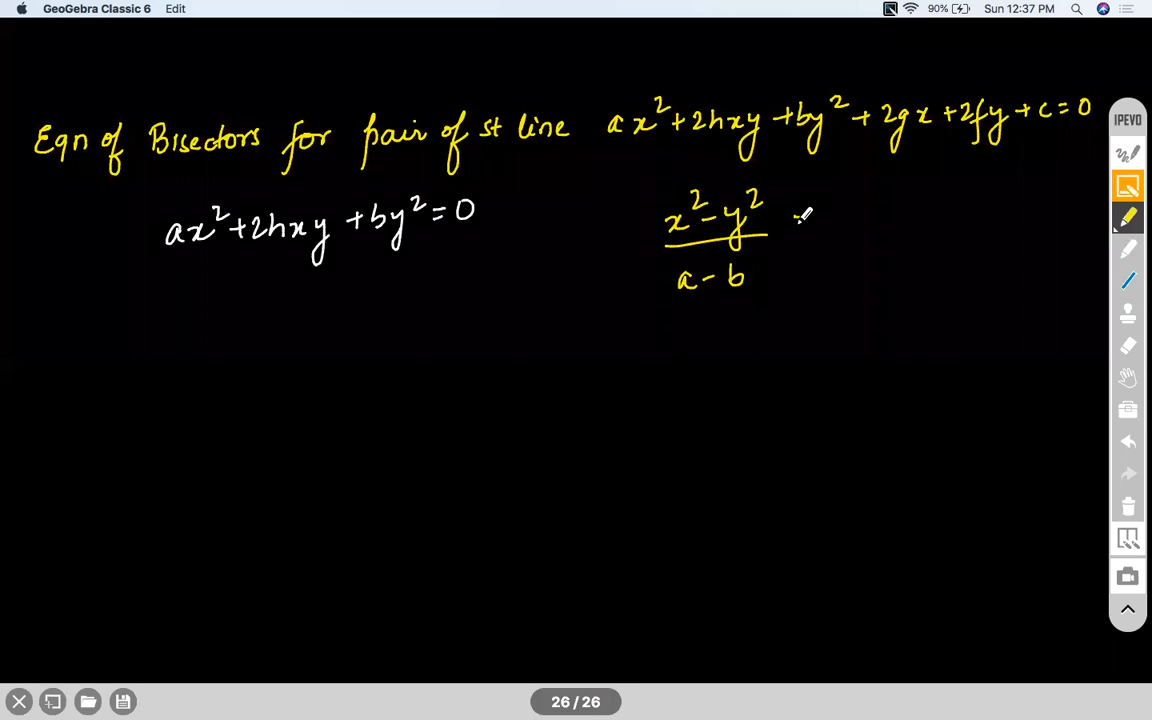 GeoGebra Classic 6 Edit 90% Sun 12:37 PM
Eqn of Bisectors for pair of st line ax²+2hxy+by²+2gx+2fy+c=0
ax²+2hxy+by²=0
x²-y²
a-b
IPEVO
26 / 26